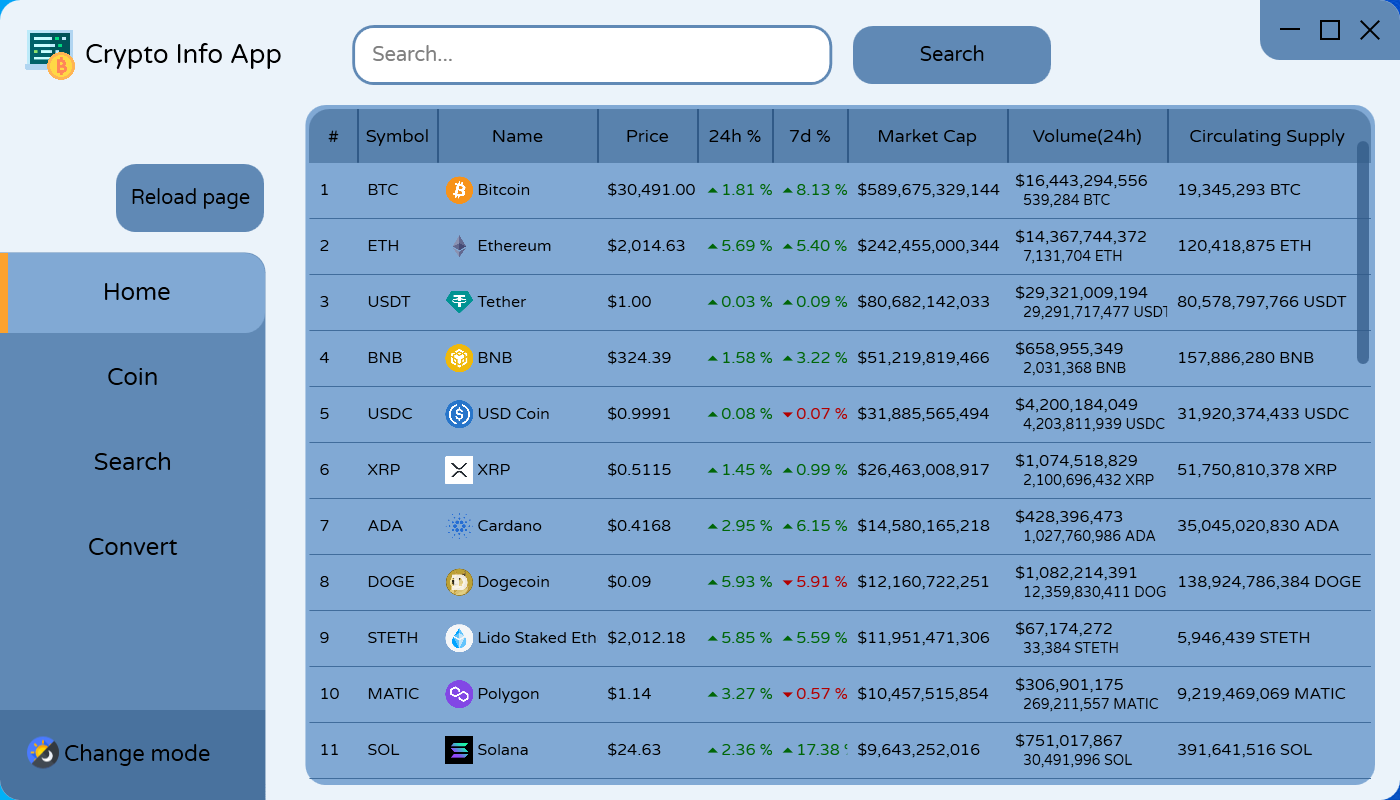 Crypto Info App
Search...
Search
Reload page
Home
Coin
Search
Convert
Change mode
# Symbol Name Price 24h % 7d % Market Cap Volume(24h) Circulating Supply
1 BTC Bitcoin $30,491.00 1.81 % 8.13 % $589,675,329,144 $16,443,294,556 19,345,293 BTC
539,284 BTC
2 ETH Ethereum $2,014.63 5.69 % 5.40 % $242,455,000,344 $14,367,744,372 120,418,875 ETH
7,131,704 ETH
3 USDT Tether $1.00 0.03 % 0.09 % $80,682,142,033 $29,321,009,194 80,578,797,766 USDT
29,291,717,477 USDT
4 BNB BNB $324.39 1.58 % 3.22 % $51,219,819,466 $658,955,349 157,886,280 BNB
2,031,368 BNB
5 USDC USD Coin $0.9991 0.08 % 0.07 % $31,885,565,494 $4,200,184,049 31,920,374,433 USDC
4,203,811,939 USDC
6 XRP XRP $0.5115 1.45 % 0.99 % $26,463,008,917 $1,074,518,829 51,750,810,378 XRP
2,100,696,432 XRP
7 ADA Cardano $0.4168 2.95 % 6.15 % $14,580,165,218 $428,396,473 35,045,020,830 ADA
1,027,760,986 ADA
8 DOGE Dogecoin $0.09 5.93 % 5.91 % $12,160,722,251 $1,082,214,391 138,924,786,384 DOGE
12,359,830,411 DOG
9 STETH Lido Staked Eth $2,012.18 5.85 % 5.59 % $11,951,471,306 $67,174,272 5,946,439 STETH
33,384 STETH
10 MATIC Polygon $1.14 3.27 % 0.57 % $10,457,515,854 $306,901,175 9,219,469,069 MATIC
269,211,557 MATIC
11 SOL Solana $24.63 2.36 % 17.38 $9,643,252,016 $751,017,867 391,641,516 SOL
30,491,996 SOL